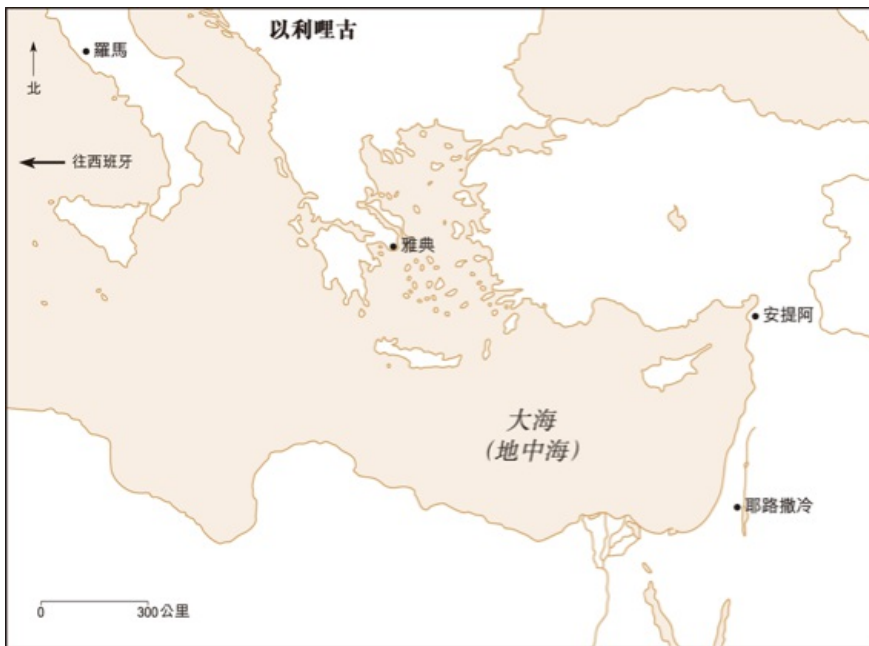 以利哩古
羅馬
北
往西班牙
雅典
安提阿
大海
(地中海)
耶路撒冷
0 300公里